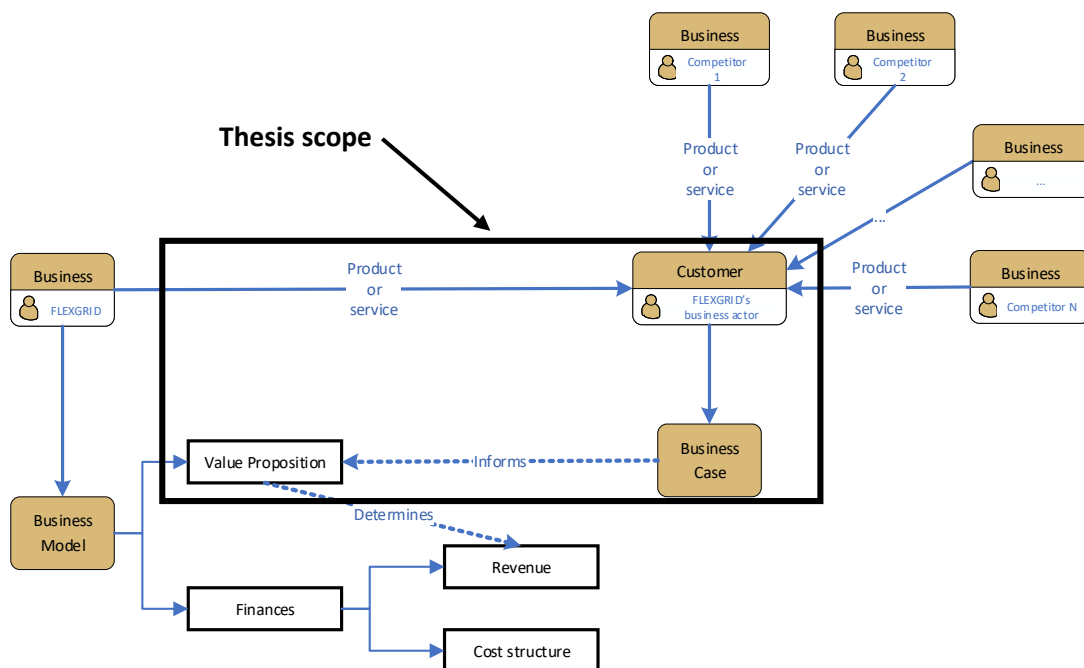 Business
Competitor
1
Business
Competitor
2
Thesis scope
Product
or
service
Product
or
service
Business
...
...
Business
FLEXGRID
Product
or
service
Customer
FLEXGRID's
business actor
Product
or
service
Business
Competitor N
Value Proposition
Informs
Business
Case
Determines
Business
Model
Revenue
Finances
Cost structure